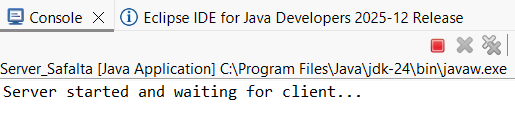 Console × Eclipse IDE for Java Developers 2025-12 Release
Server_Safalta [Java Application] C:\Program Files\Java\jdk-24\bin\javaw.exe
Server started and waiting for client...